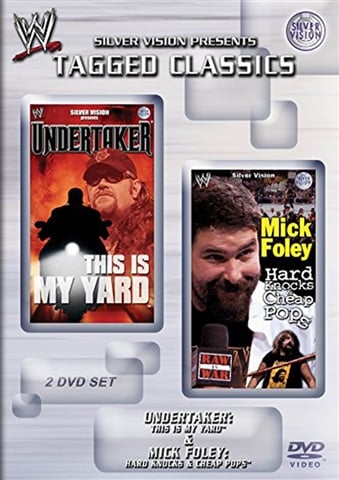 W
SILVER VISION PRESENTS
SILVER
VISION
TAGGED CLASSICS
W
SILVER VISION
presents
UNDERTAKER
THIS IS
MY YARD
W
Silver Vision
Mick
Foley
Hard
Knocks
&
Cheap
Pops
RAW
IS
WAR
2 DVD SET
UNDERTAKER:
THIS IS MY YARD™
&
MICK FOLEY:
HARD KNOCKS & CHEAP POPS™
DVD
VIDEO